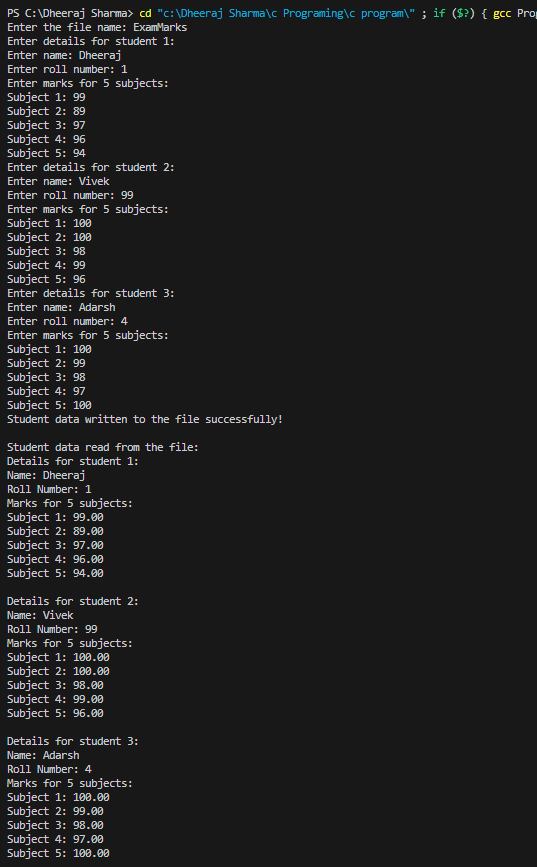 PS C:\Dheeraj Sharma> cd "c:\Dheeraj Sharma\c Programing\c program\" ; if ($?) { gcc Prog
Enter the file name: ExamMarks
Enter details for student 1:
Enter name: Dheeraj
Enter roll number: 1
Enter marks for 5 subjects:
Subject 1: 99
Subject 2: 89
Subject 3: 97
Subject 4: 96
Subject 5: 94
Enter details for student 2:
Enter name: Vivek
Enter roll number: 99
Enter marks for 5 subjects:
Subject 1: 100
Subject 2: 100
Subject 3: 98
Subject 4: 99
Subject 5: 96
Enter details for student 3:
Enter name: Adarsh
Enter roll number: 4
Enter marks for 5 subjects:
Subject 1: 100
Subject 2: 99
Subject 3: 98
Subject 4: 97
Subject 5: 100
Student data written to the file successfully!

Student data read from the file:
Details for student 1:
Name: Dheeraj
Roll Number: 1
Marks for 5 subjects:
Subject 1: 99.00
Subject 2: 89.00
Subject 3: 97.00
Subject 4: 96.00
Subject 5: 94.00

Details for student 2:
Name: Vivek
Roll Number: 99
Marks for 5 subjects:
Subject 1: 100.00
Subject 2: 100.00
Subject 3: 98.00
Subject 4: 99.00
Subject 5: 96.00

Details for student 3:
Name: Adarsh
Roll Number: 4
Marks for 5 subjects:
Subject 1: 100.00
Subject 2: 99.00
Subject 3: 98.00
Subject 4: 97.00
Subject 5: 100.00